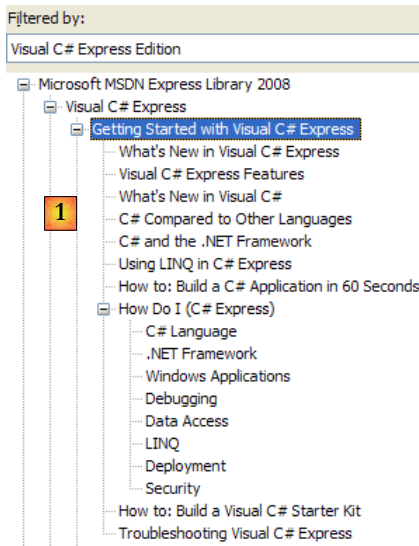 Filtered by:
Visual C# Express Edition
Microsoft MSDN Express Library 2008
Visual C# Express
Getting Started with Visual C# Express
What's New in Visual C# Express
Visual C# Express Features
What's New in Visual C#
1
C# Compared to Other Languages
C# and the .NET Framework
Using LINQ in C# Express
How to: Build a C# Application in 60 Seconds
How Do I (C# Express)
C# Language
.NET Framework
Windows Applications
Debugging
Data Access
LINQ
Deployment
Security
How to: Build a Visual C# Starter Kit
Troubleshooting Visual C# Express